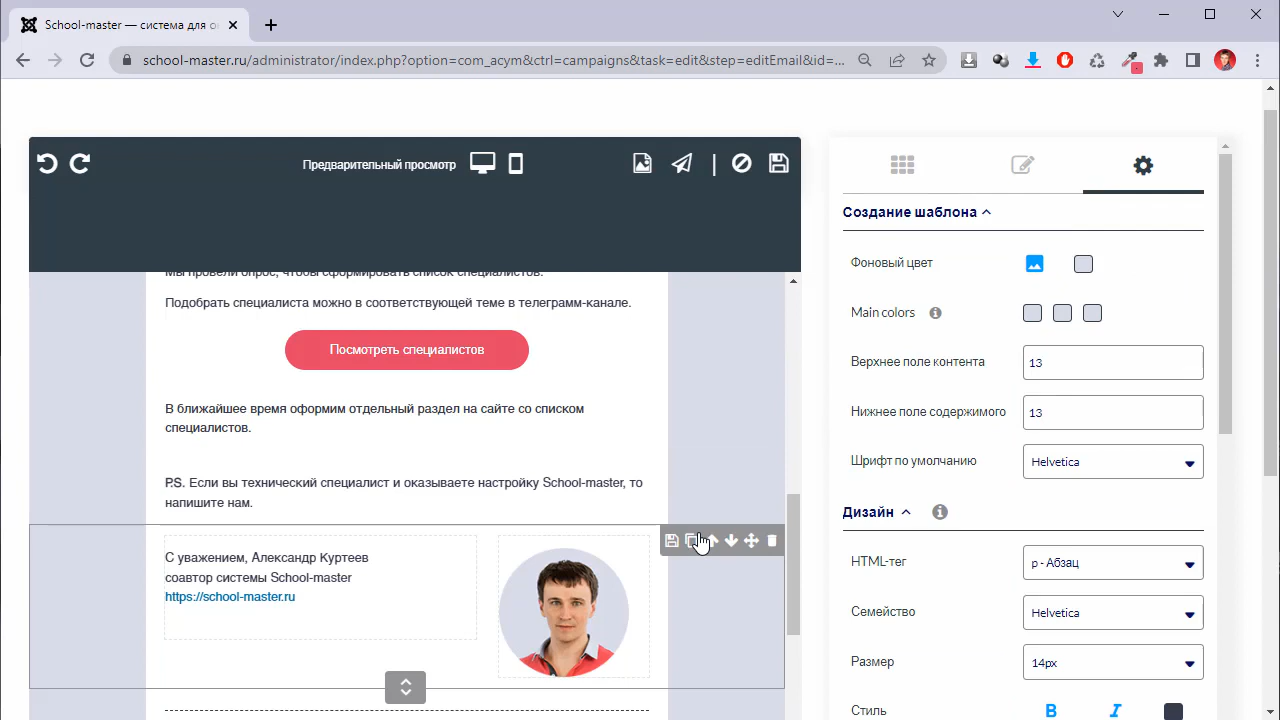 School-master — система для о
school-master.ru/administrator/index.php?option=com_acym&ctrl=campaigns&task=edit&step=editEmail&id=...
Предварительный просмотр
Мы провели опрос, чтобы сформировать список специалистов.
Подобрать специалиста можно в соответствующей теме в телеграмм-канале.
Посмотреть специалистов
В ближайшее время оформим отдельный раздел на сайте со списком
специалистов.
P.S. Если вы технический специалист и оказываете настройку School-master, то
напишите нам.
С уважением, Александр Куртеев
соавтор системы School-master
https://school-master.ru
Создание шаблона
Фоновый цвет
Main colors
Верхнее поле контента
13
Нижнее поле содержимого
13
Шрифт по умолчанию
Helvetica
Дизайн
HTML-тег
p - Абзац
Семейство
Helvetica
Размер
14px
Стиль
B I